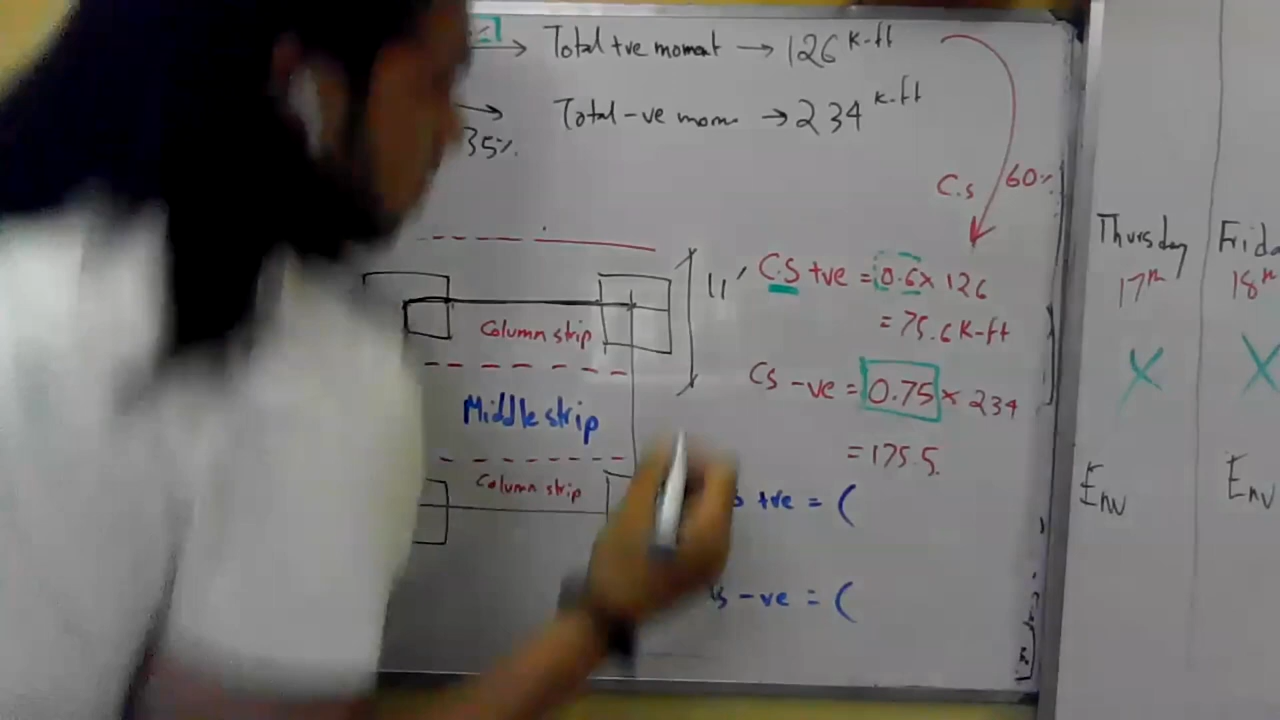 Total +ve moment → 126 K-ft
Total -ve mom → 234 K-ft
35%
C.s 60%
11'
C.S +ve = 0.6 × 126
= 75.6 K-ft
Column strip
Cs -ve = 0.75 × 234
= 175.5
Middle strip
Column strip
+ve = (
-ve = (
Thursday
17th
X
Env
18th
X
Env